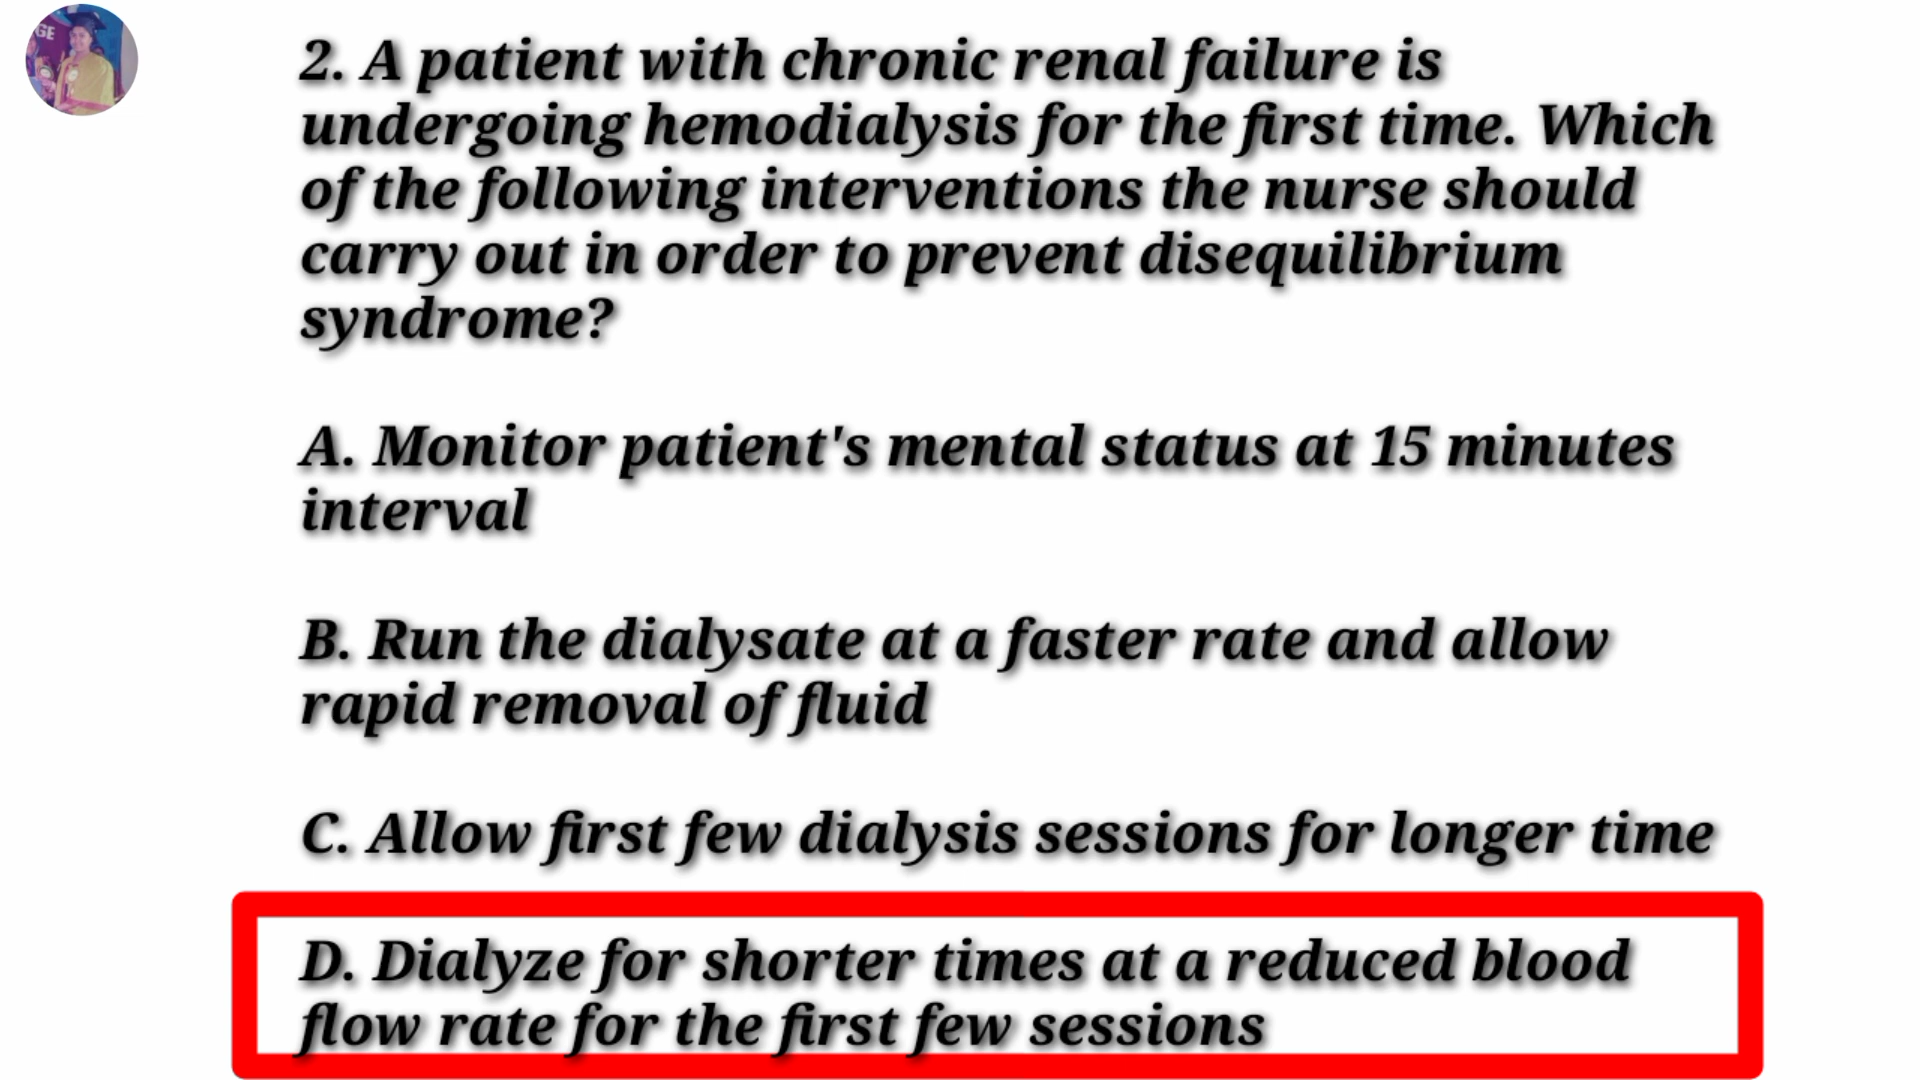 GE
2. A patient with chronic renal failure is
undergoing hemodialysis for the first time. Which
of the following interventions the nurse should
carry out in order to prevent disequilibrium
syndrome?
A. Monitor patient's mental status at 15 minutes
interval
B. Run the dialysate at a faster rate and allow
rapid removal of fluid
C. Allow first few dialysis sessions for longer time
D. Dialyze for shorter times at a reduced blood
flow rate for the first few sessions